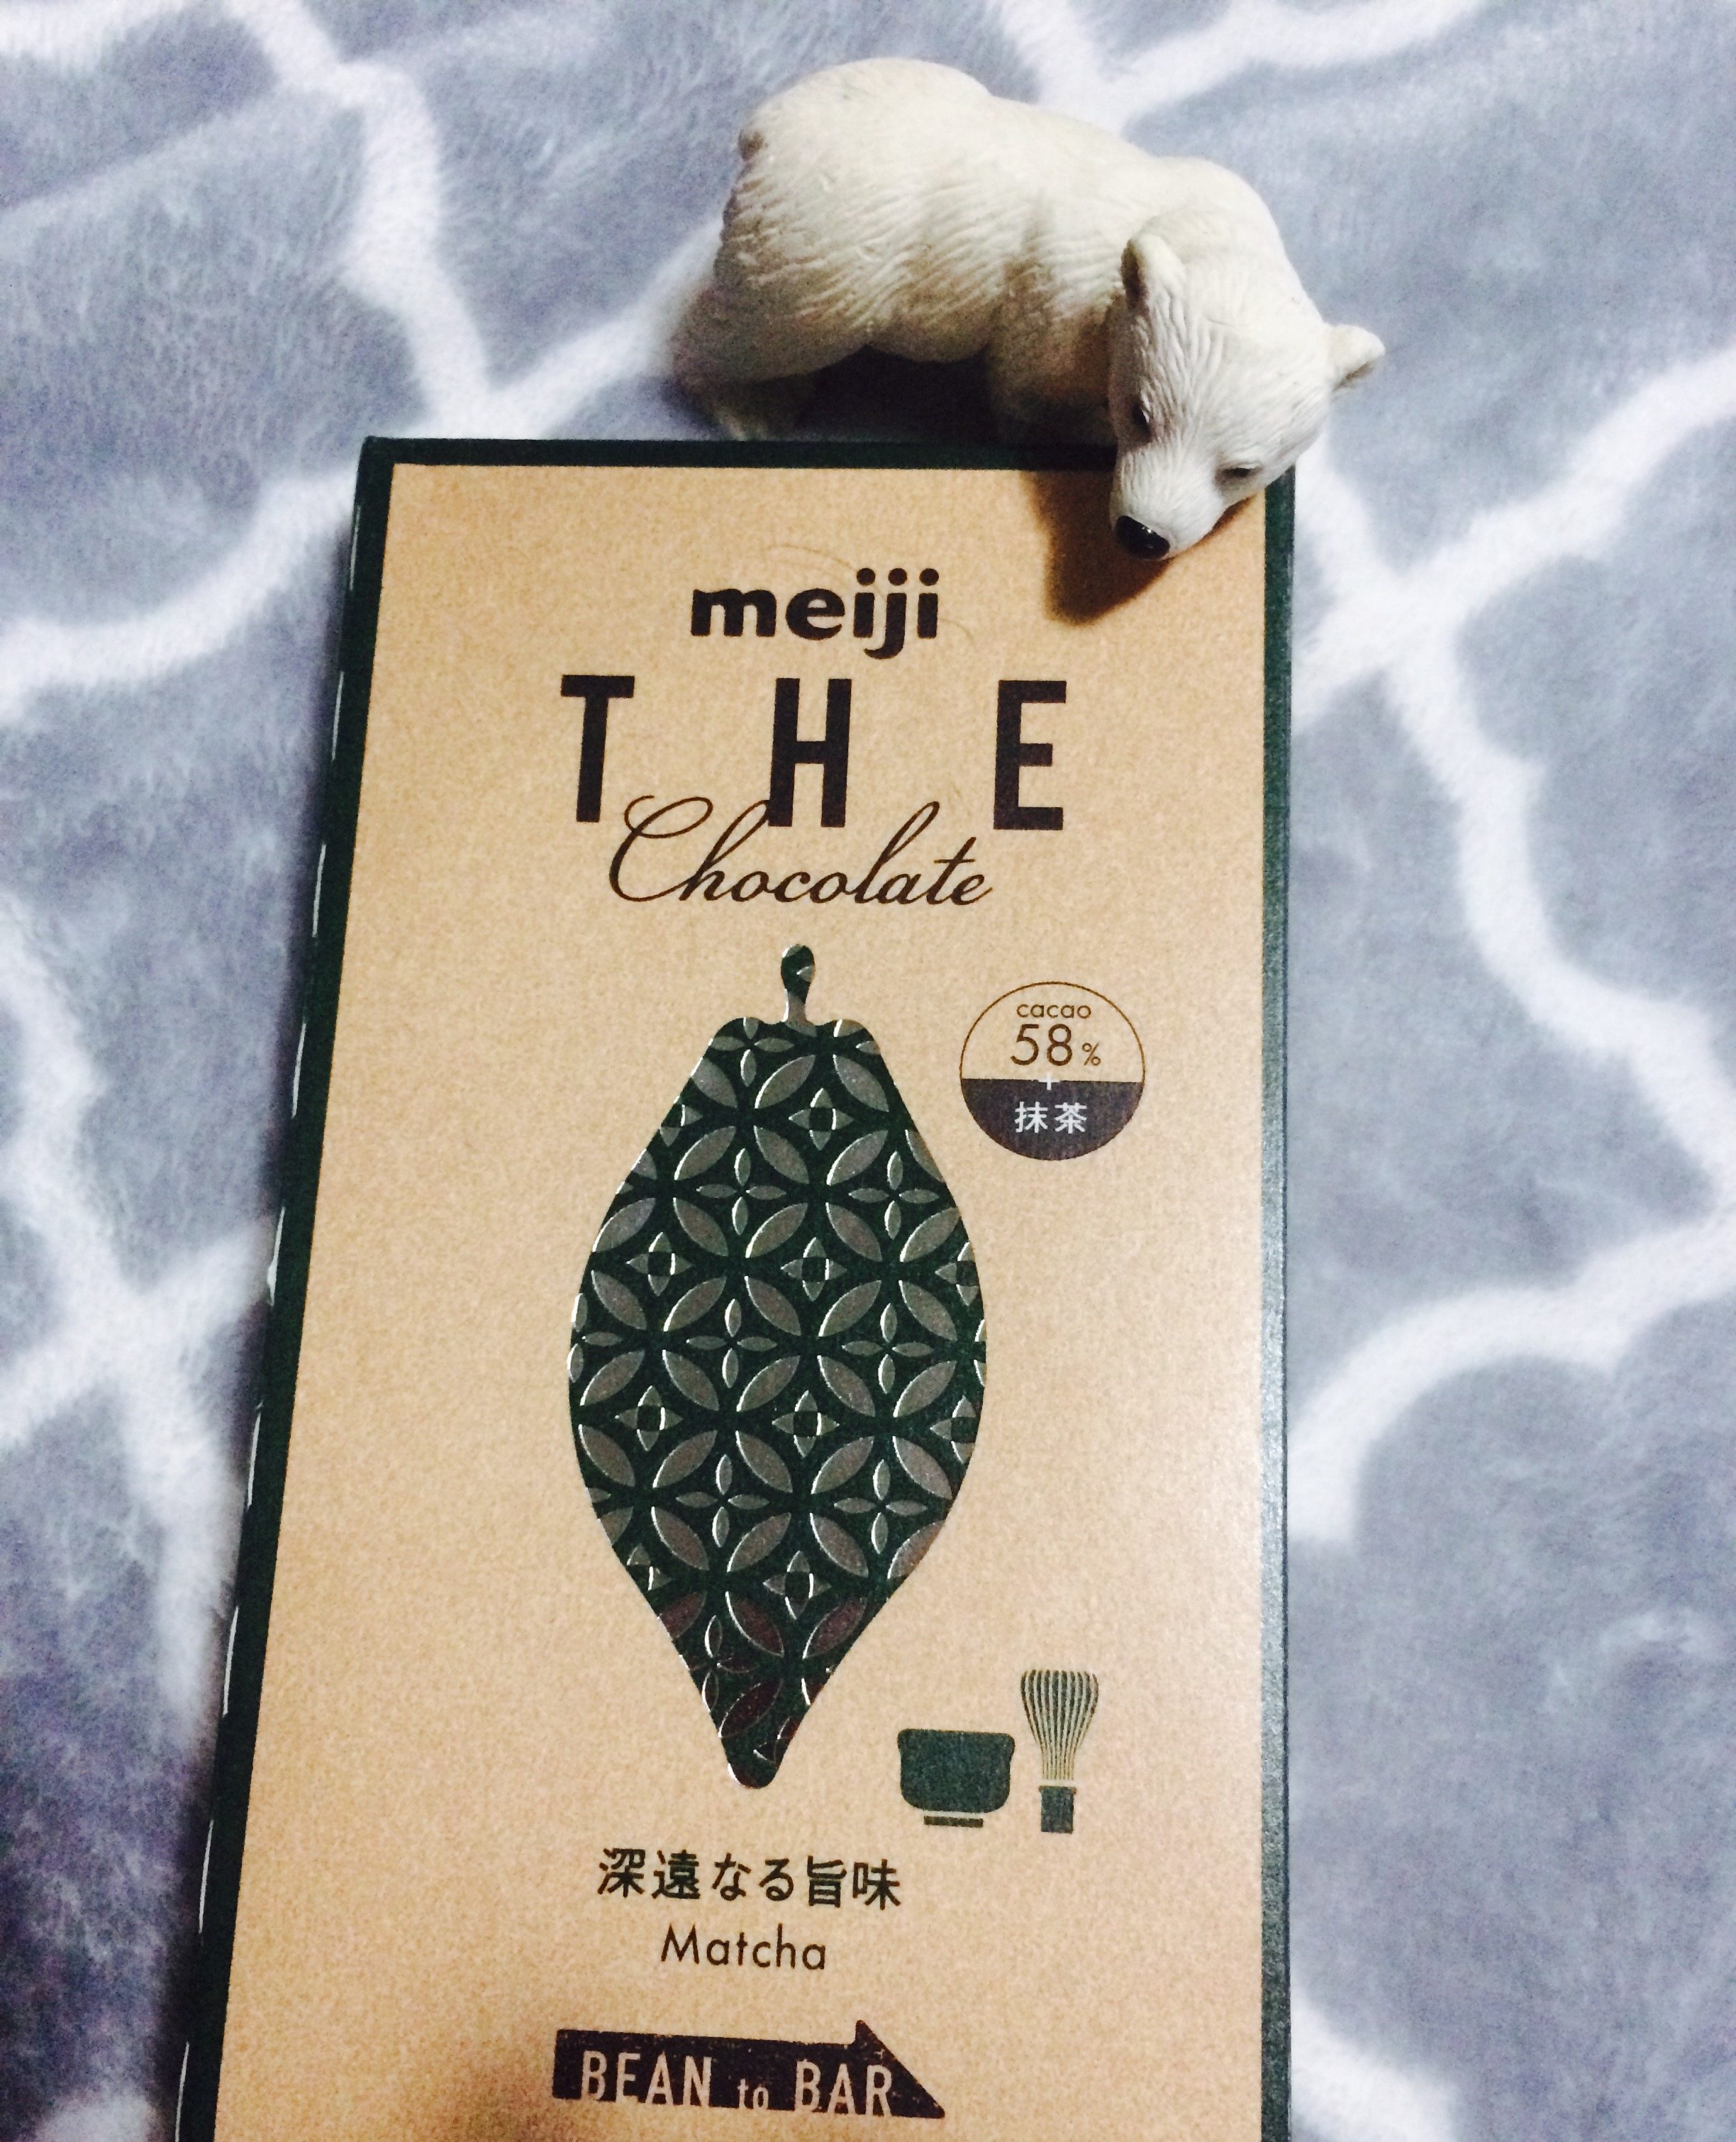 meiji
THE
Chocolate
cacao
58%
+
抹茶
深遠なる旨味
Matcha
BEAN to BAR